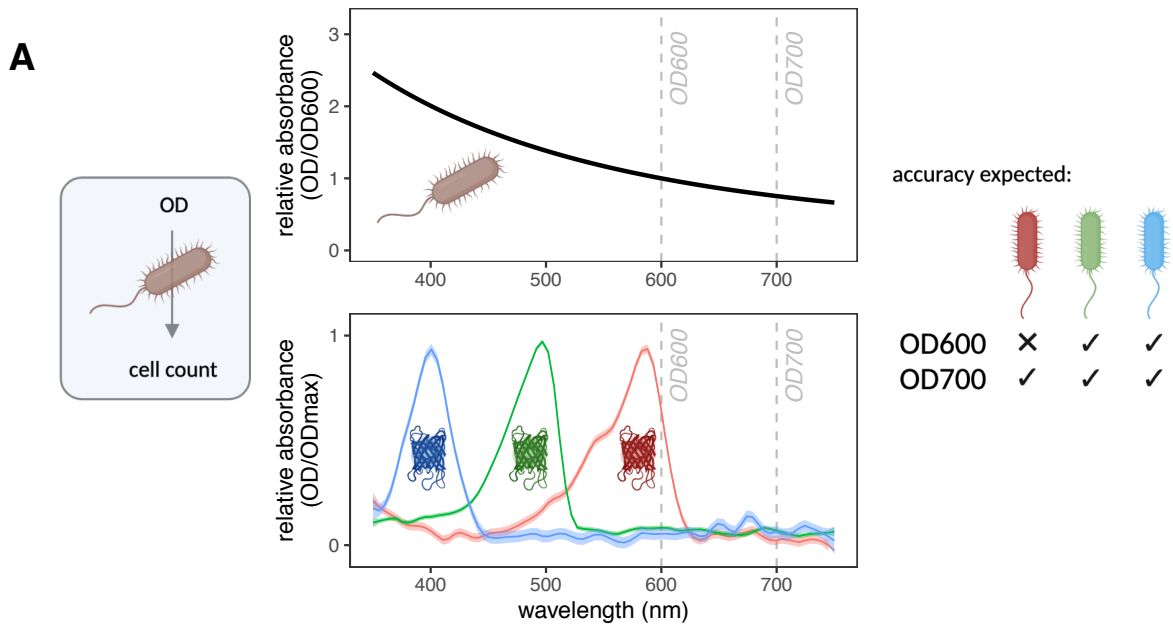 A
OD
cell count
relative absorbance
(OD/OD600)
3
2
1
0
OD600
OD700
400
500
600
700
relative absorbance
(OD/ODmax)
1
0
OD600
OD700
400
500
600
700
wavelength (nm)
accuracy expected:
OD600 ✕ ✓ ✓
OD700 ✓ ✓ ✓